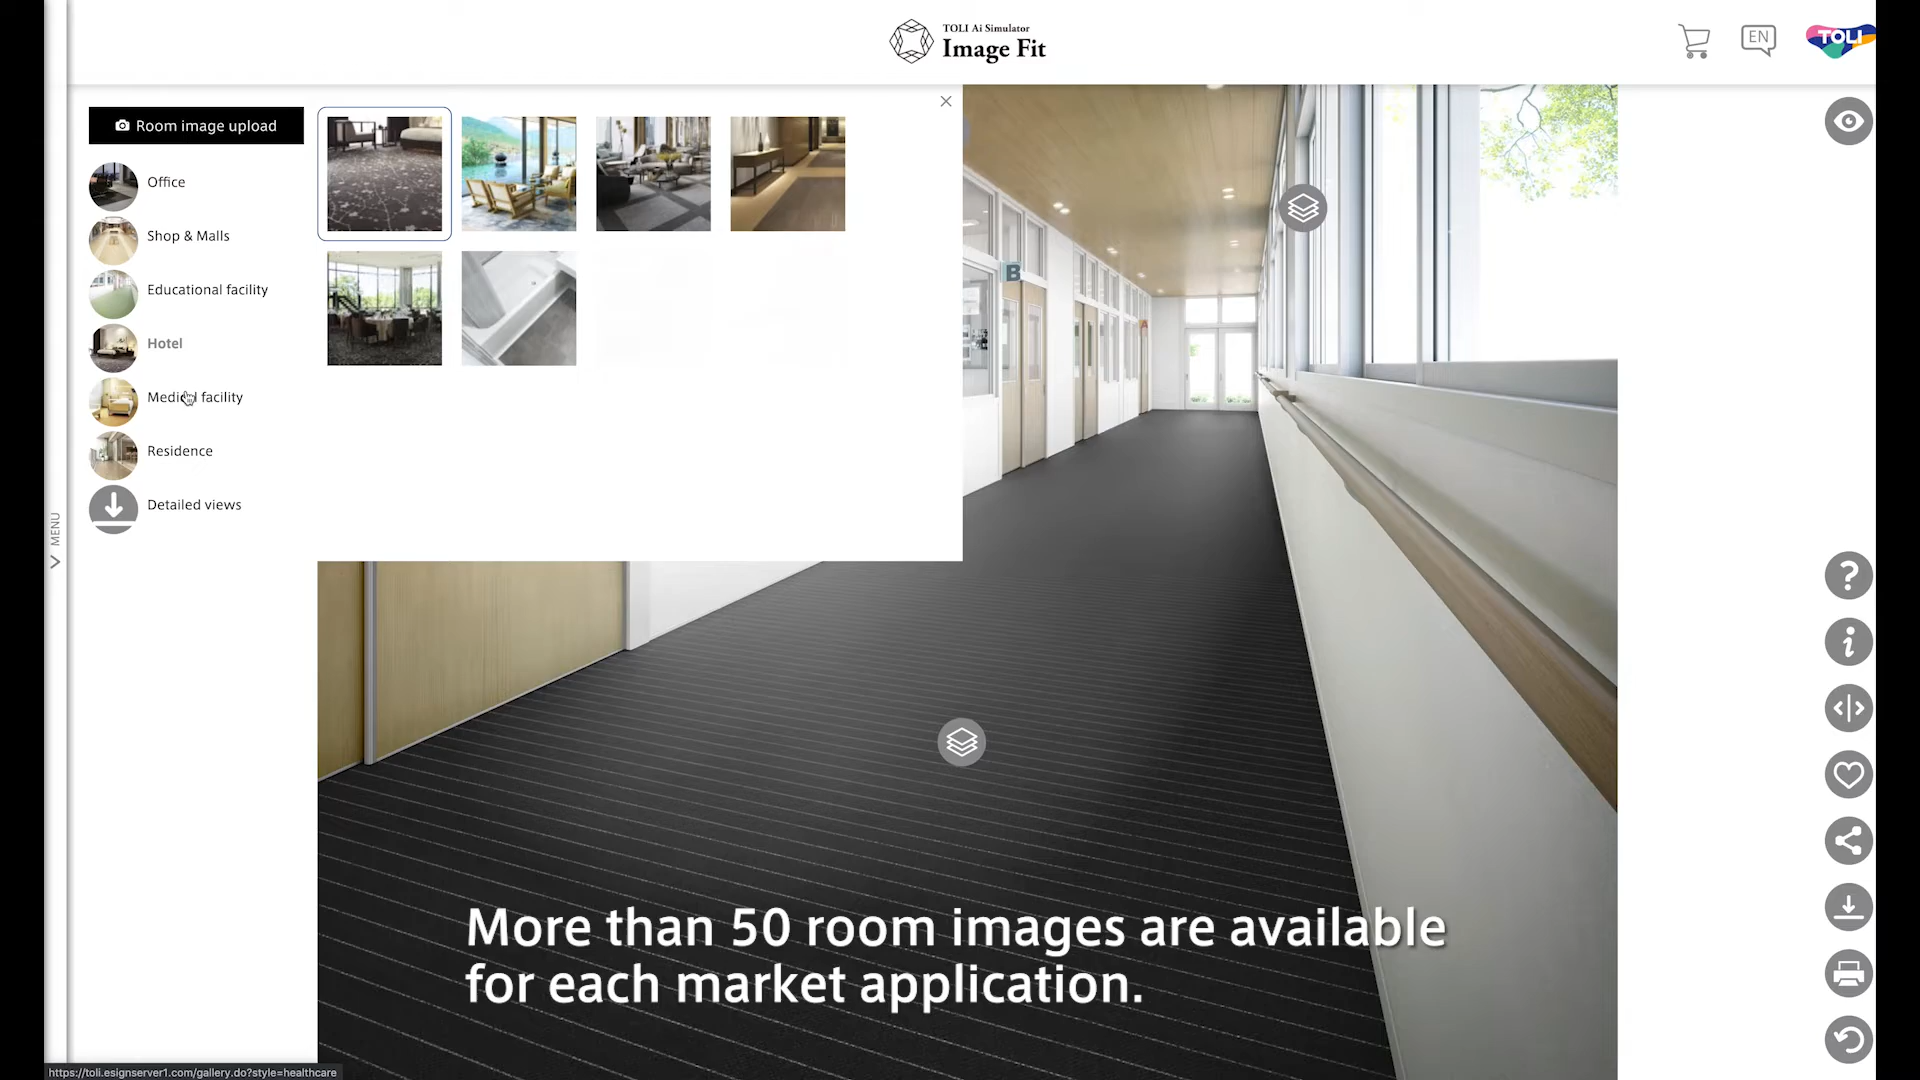 TOLI Ai Simulator
Image Fit
EN
TOLI
Room image upload
Office
Shop & Malls
Educational facility
Hotel
Medical facility
Residence
Detailed views
MENU
B
More than 50 room images are available
for each market application.
https://toli.esignserver1.com/gallery.do?style=healthcare